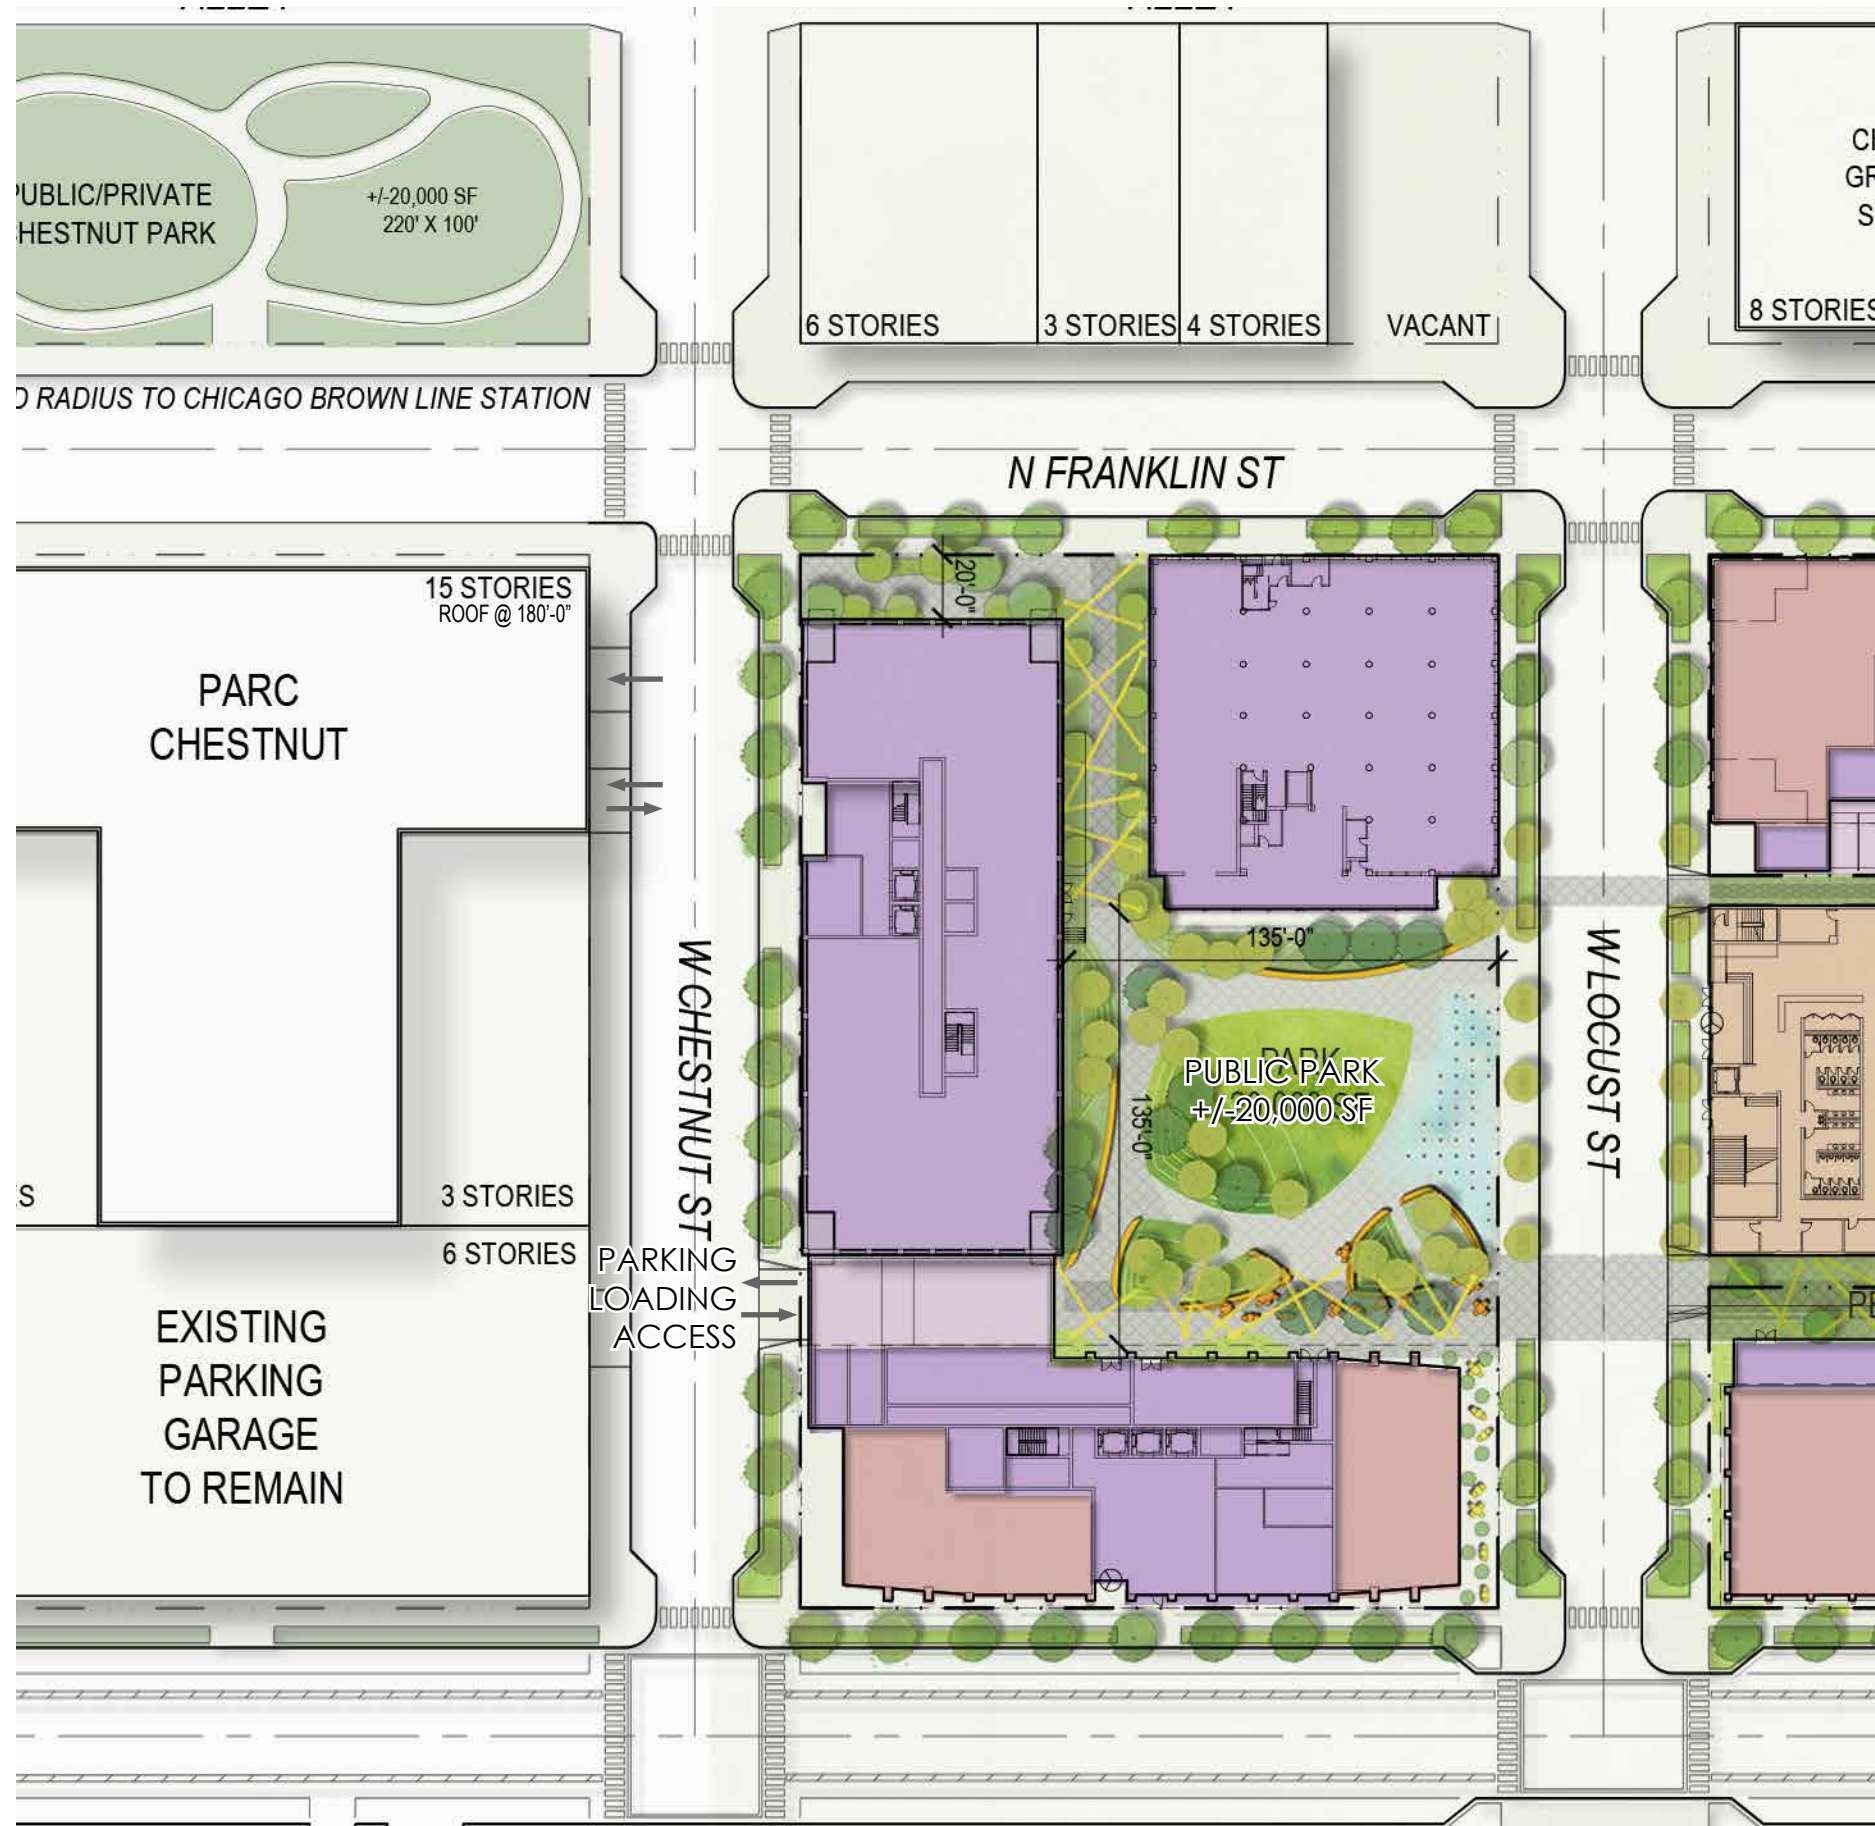 PUBLIC/PRIVATE
CHESTNUT PARK
+/-20,000 SF
220' X 100'
6 STORIES
3 STORIES
4 STORIES
VACANT
8 STORIES
RADIUS TO CHICAGO BROWN LINE STATION
N FRANKLIN ST
15 STORIES
ROOF @ 180'-0"
PARC
CHESTNUT
20'-0"
135'-0"
W CHESTNUT ST
W LOCUST ST
PARK
PUBLIC PARK
+/-20,000 SF
135'-0"
3 STORIES
6 STORIES
PARKING
LOADING
ACCESS
EXISTING
PARKING
GARAGE
TO REMAIN